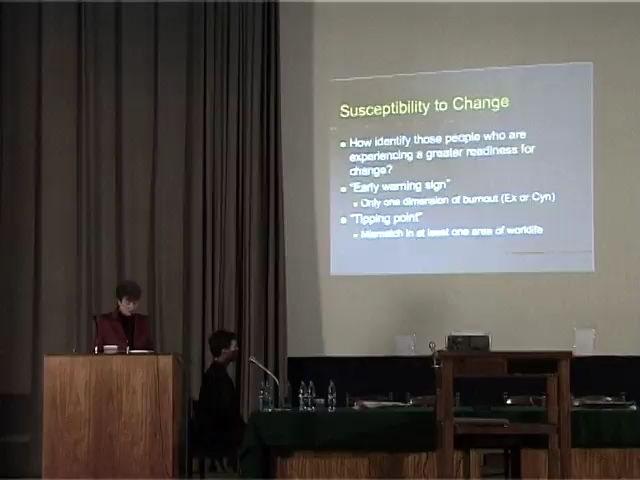 Susceptibility to Change
How identify those people who are
experiencing a greater readiness for
change?
"Early warning sign"
Only one dimension of burnout (Ex or Cyn)
"Tipping point"
Mismatch in at least one area of worklife